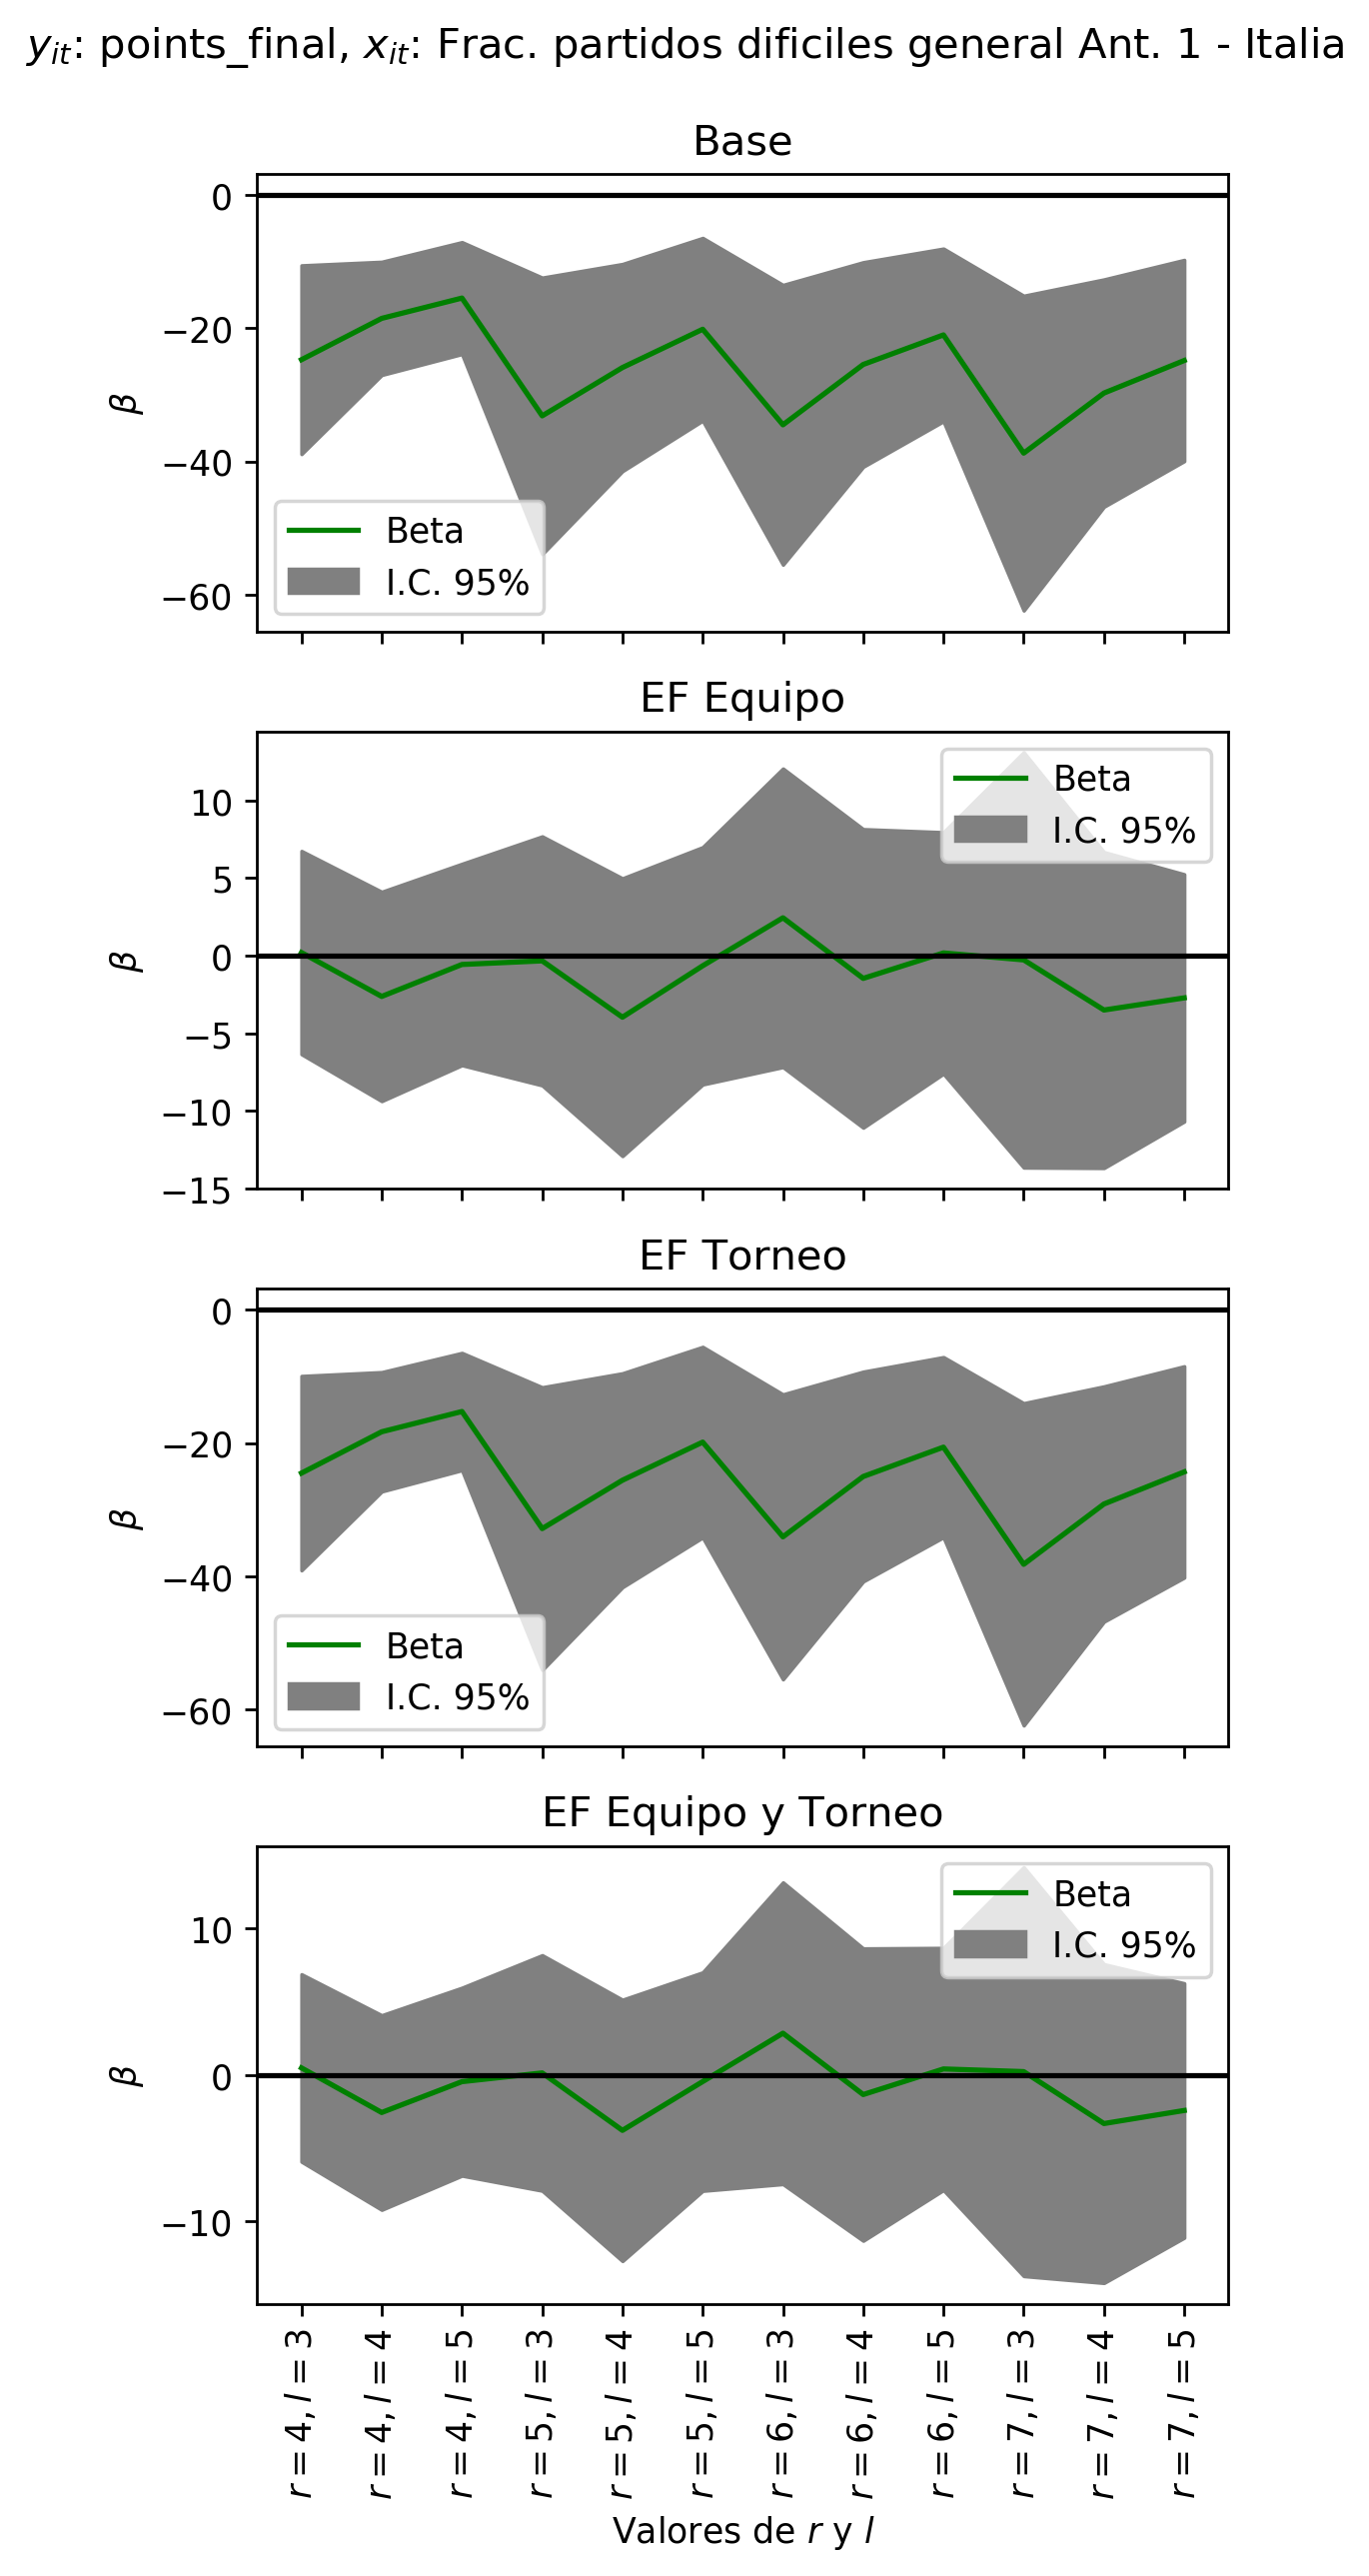 y_it: points_final, x_it: Frac. partidos dificiles general Ant. 1 - Italia
Base
0
−20
−40
−60
β
Beta
I.C. 95%
EF Equipo
10
5
0
−5
−10
−15
β
Beta
I.C. 95%
EF Torneo
0
−20
−40
−60
β
Beta
I.C. 95%
EF Equipo y Torneo
10
0
−10
β
Beta
I.C. 95%
r = 4, l = 3
r = 4, l = 4
r = 4, l = 5
r = 5, l = 3
r = 5, l = 4
r = 5, l = 5
r = 6, l = 3
r = 6, l = 4
r = 6, l = 5
r = 7, l = 3
r = 7, l = 4
r = 7, l = 5
Valores de r y l